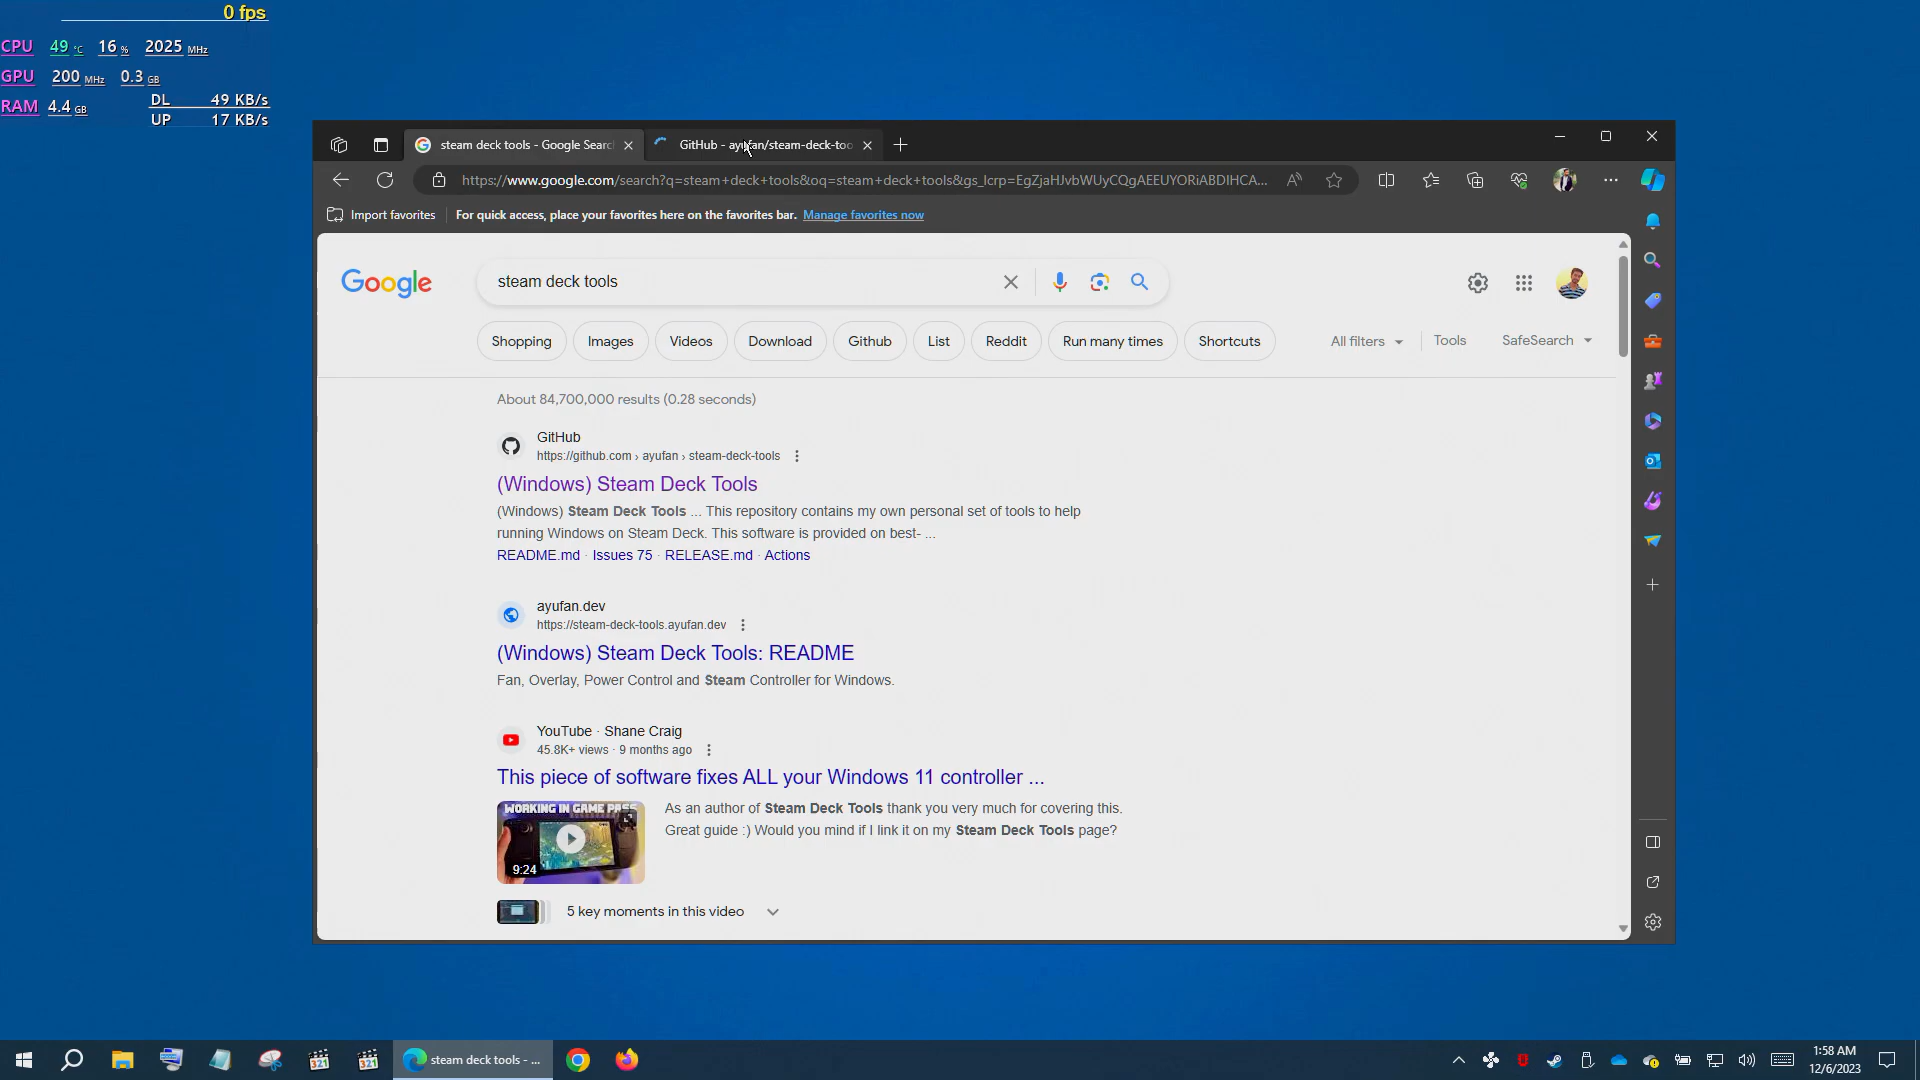 0 fps
CPU 49 °C 16 % 2025 MHz
GPU 200 MHz 0.3 GB
RAM 4.4 GB
DL 49 KB/s
UP 17 KB/s
steam deck tools - Google Searc
GitHub - ayufan/steam-deck-too
https://www.google.com/search?q=steam+deck+tools&oq=steam+deck+tools&gs_lcrp=EgZjaHJvbWUyCQgAEEUYORiABDIHCA...
Import favorites
For quick access, place your favorites here on the favorites bar. Manage favorites now
Google
steam deck tools
Shopping
Images
Videos
Download
Github
List
Reddit
Run many times
Shortcuts
All filters
Tools
SafeSearch
About 84,700,000 results (0.28 seconds)
GitHub
https://github.com › ayufan › steam-deck-tools
(Windows) Steam Deck Tools
(Windows) Steam Deck Tools ... This repository contains my own personal set of tools to help
running Windows on Steam Deck. This software is provided on best- ...
README.md · Issues 75 · RELEASE.md · Actions
ayufan.dev
https://steam-deck-tools.ayufan.dev
(Windows) Steam Deck Tools: README
Fan, Overlay, Power Control and Steam Controller for Windows.
YouTube · Shane Craig
45.8K+ views · 9 months ago
This piece of software fixes ALL your Windows 11 controller ...
WORKING IN GAME PASS
9:24
As an author of Steam Deck Tools thank you very much for covering this.
Great guide :) Would you mind if I link it on my Steam Deck Tools page?
5 key moments in this video
321
321
steam deck tools - ...
1:58 AM
12/6/2023